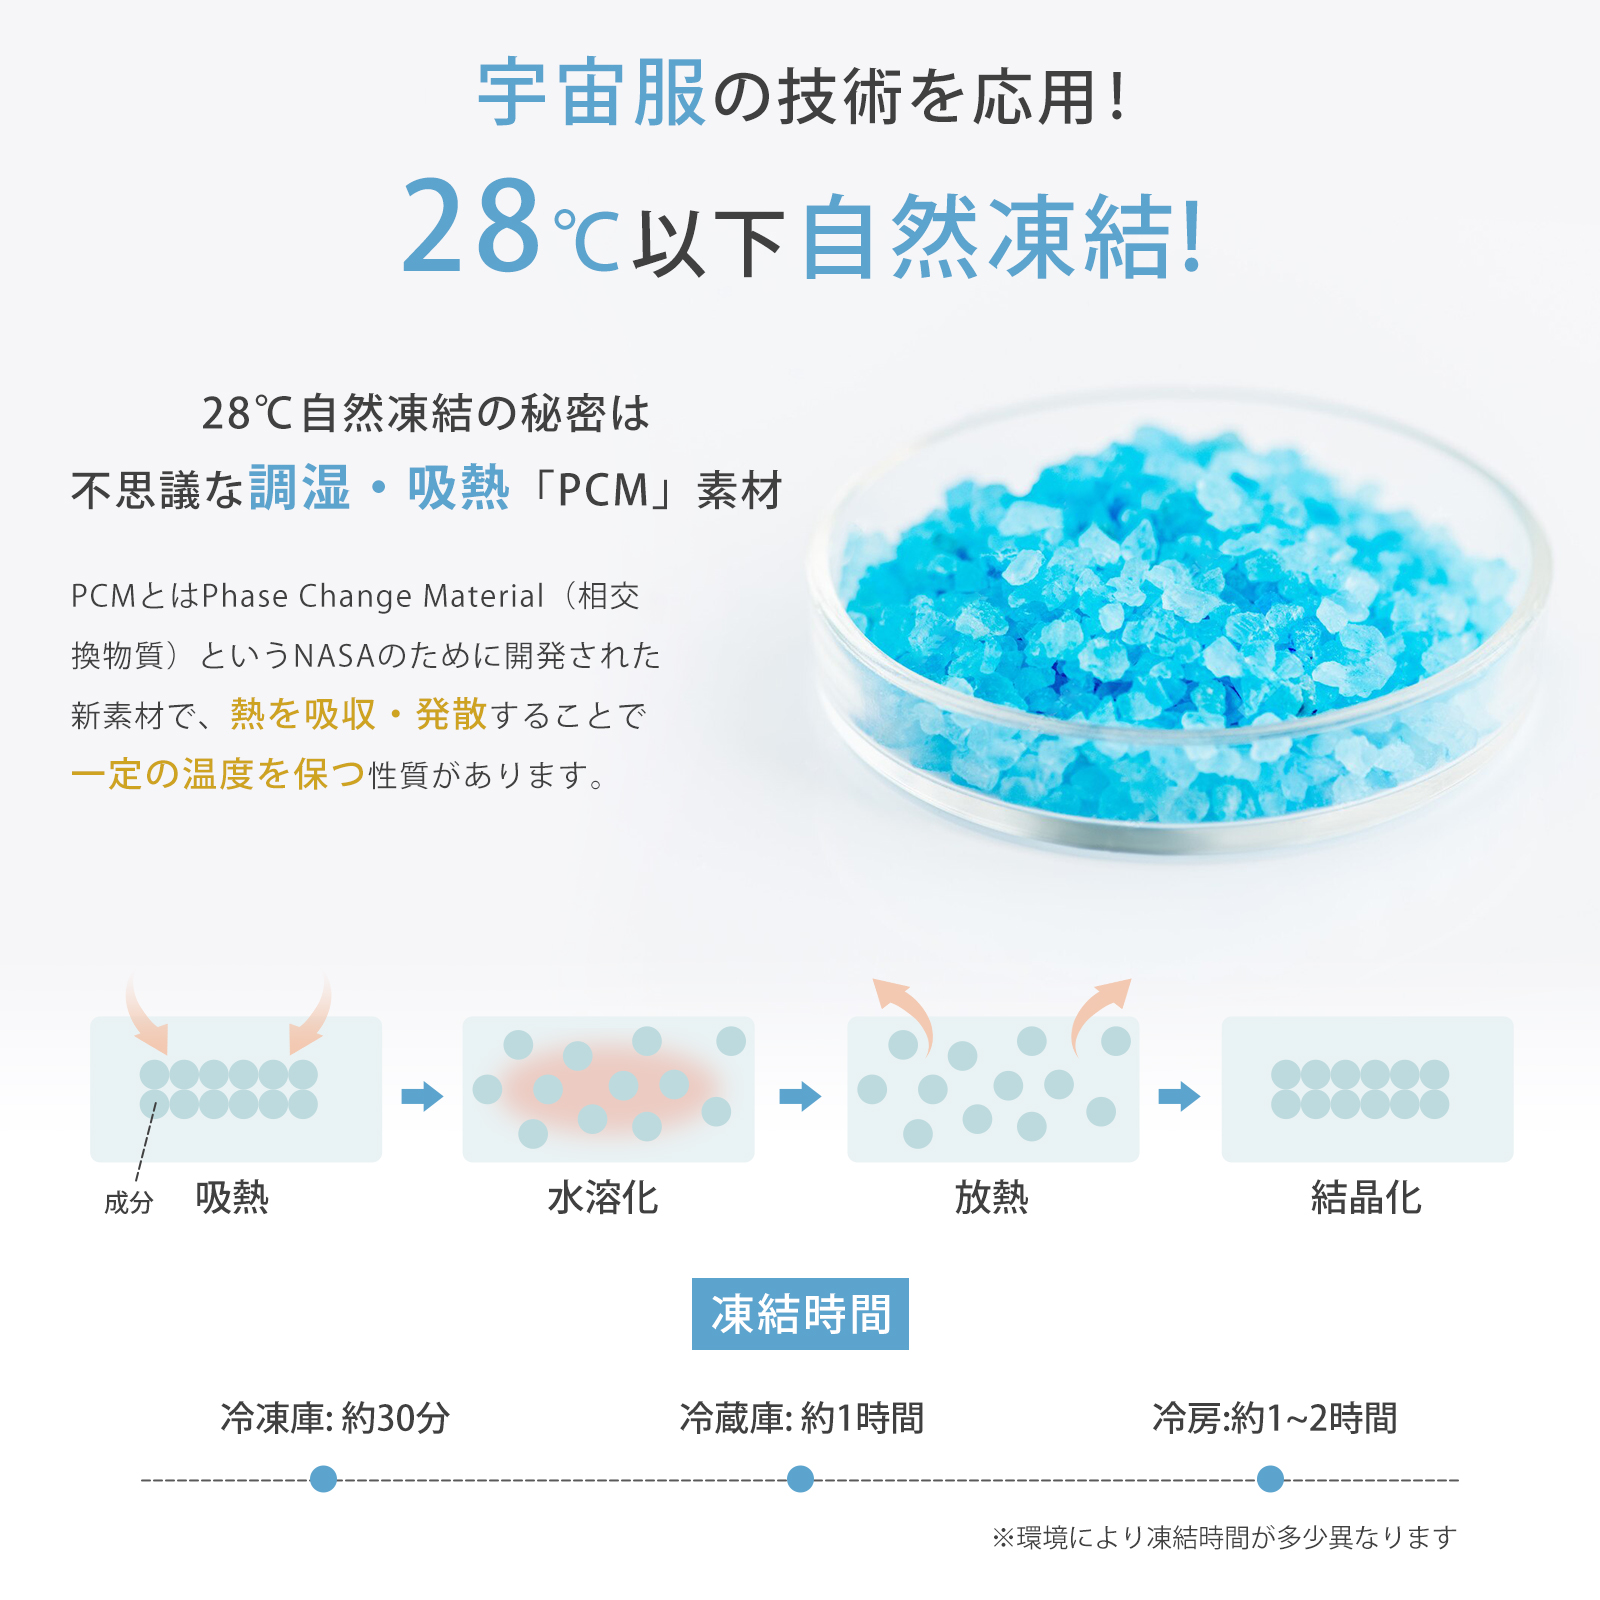 宇宙服の技術を応用!
28℃以下自然凍結!
28℃自然凍結の秘密は
不思議な調湿・吸熱「PCM」素材
PCMとはPhase Change Material（相交
換物質）というNASAのために開発された
新素材で、熱を吸収・発散することで
一定の温度を保つ性質があります。
成分
吸熱
水溶化
放熱
結晶化
凍結時間
冷凍庫: 約30分
冷蔵庫: 約1時間
冷房:約1~2時間
※環境により凍結時間が多少異なります